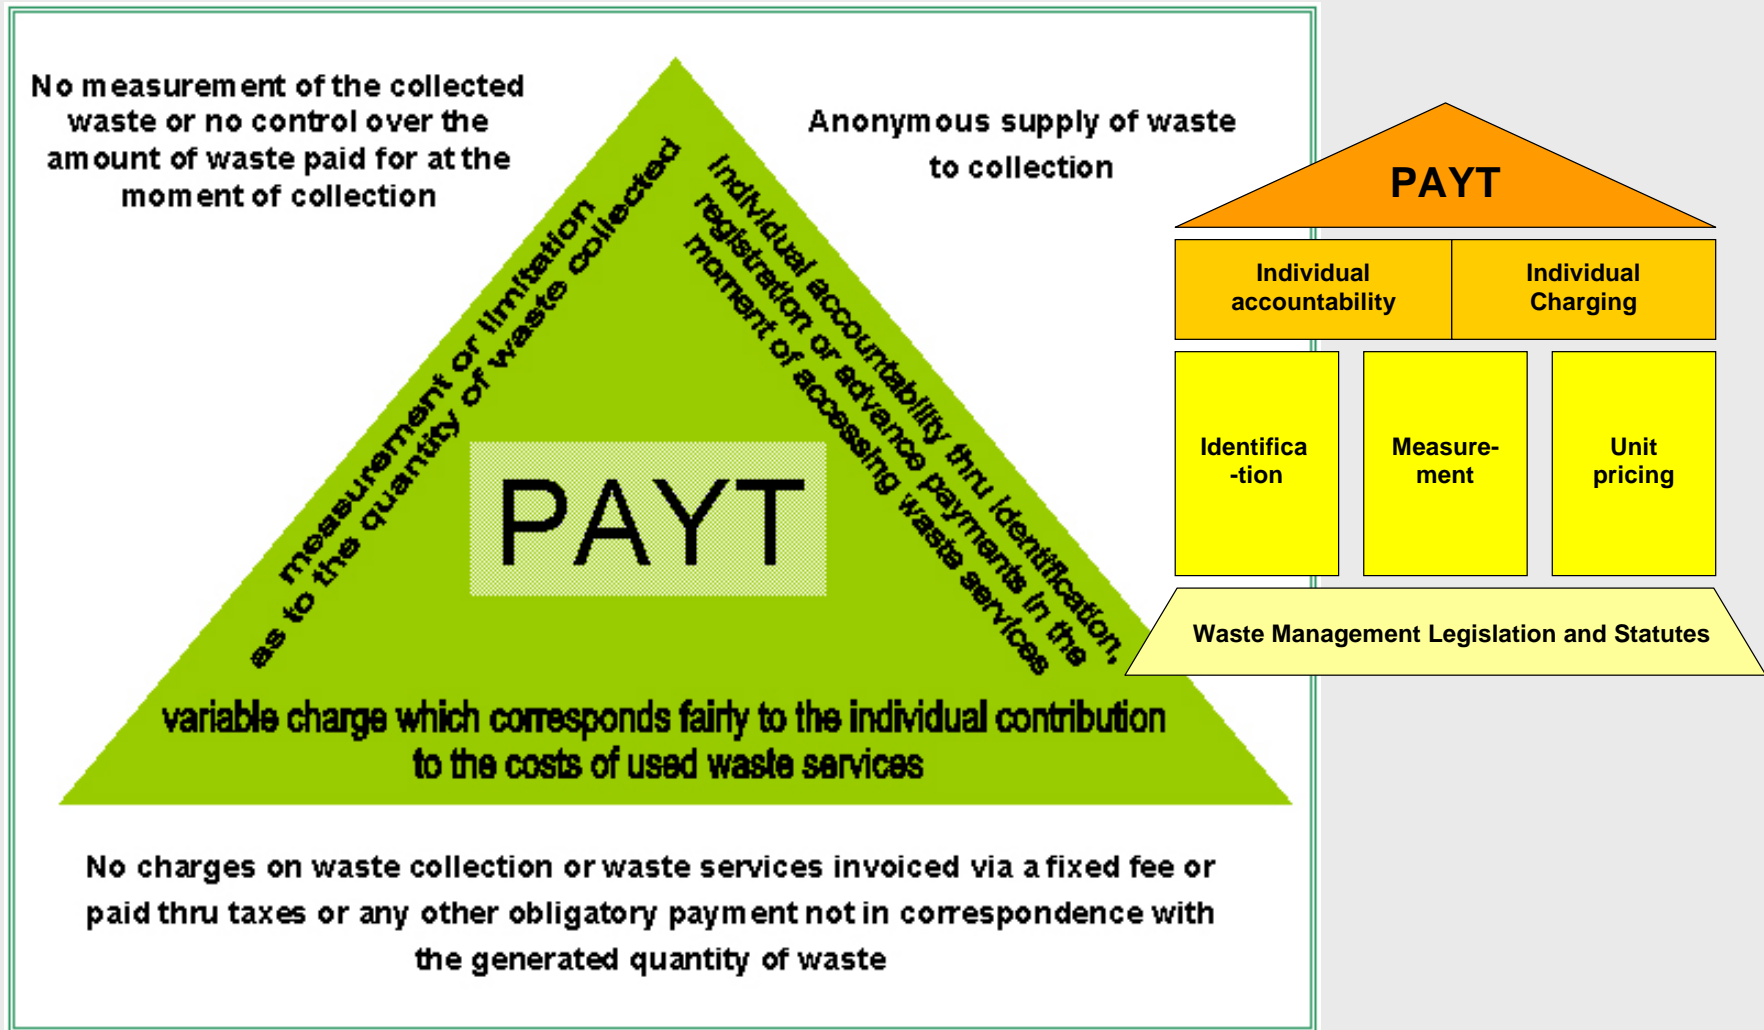 No measurement of the collected
waste or no control over the
amount of waste paid for at the
moment of collection
Anonymous supply of waste
to collection
measurement or limitation
as to the quantity of waste collected
Individual accountability thru identification,
registration or advance payments in the
moment of accessing waste services
PAYT
variable charge which corresponds fairly to the individual contribution
to the costs of used waste services
No charges on waste collection or waste services invoiced via a fixed fee or
paid thru taxes or any other obligatory payment not in correspondence with
the generated quantity of waste
PAYT
Individual
accountability
Individual
Charging
Identifica
-tion
Measure-
ment
Unit
pricing
Waste Management Legislation and Statutes